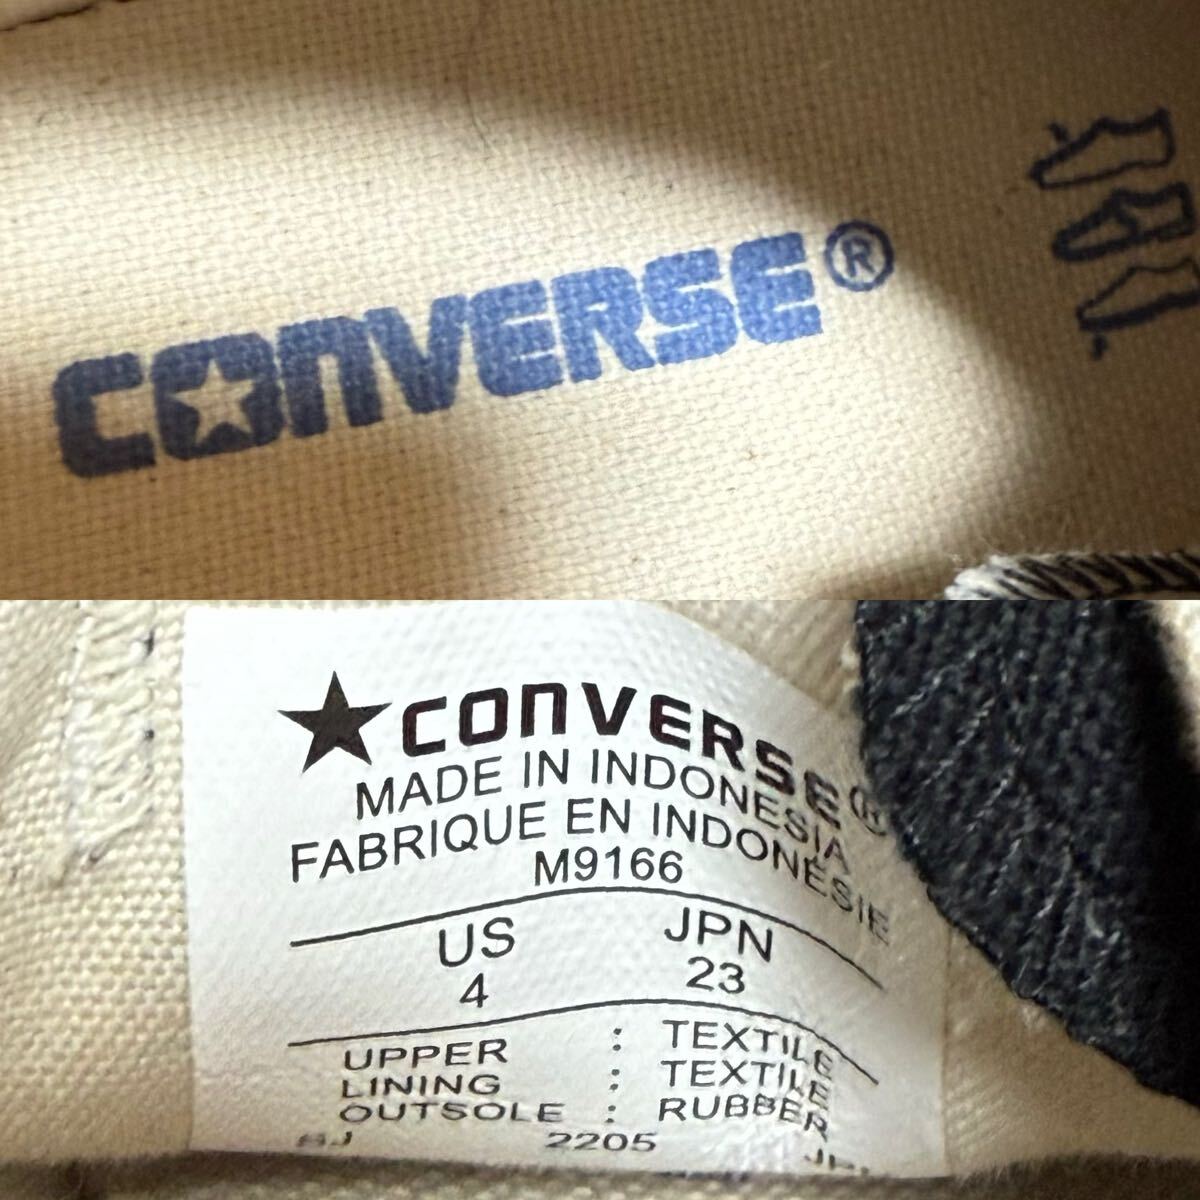 CONVERSE®
CONVERSE®
MADE IN INDONESIA
FABRIQUE EN INDONÉSIE
M9166
US JPN
4 23
UPPER : TEXTILE
LINING : TEXTILE
OUTSOLE : RUBBER
2205